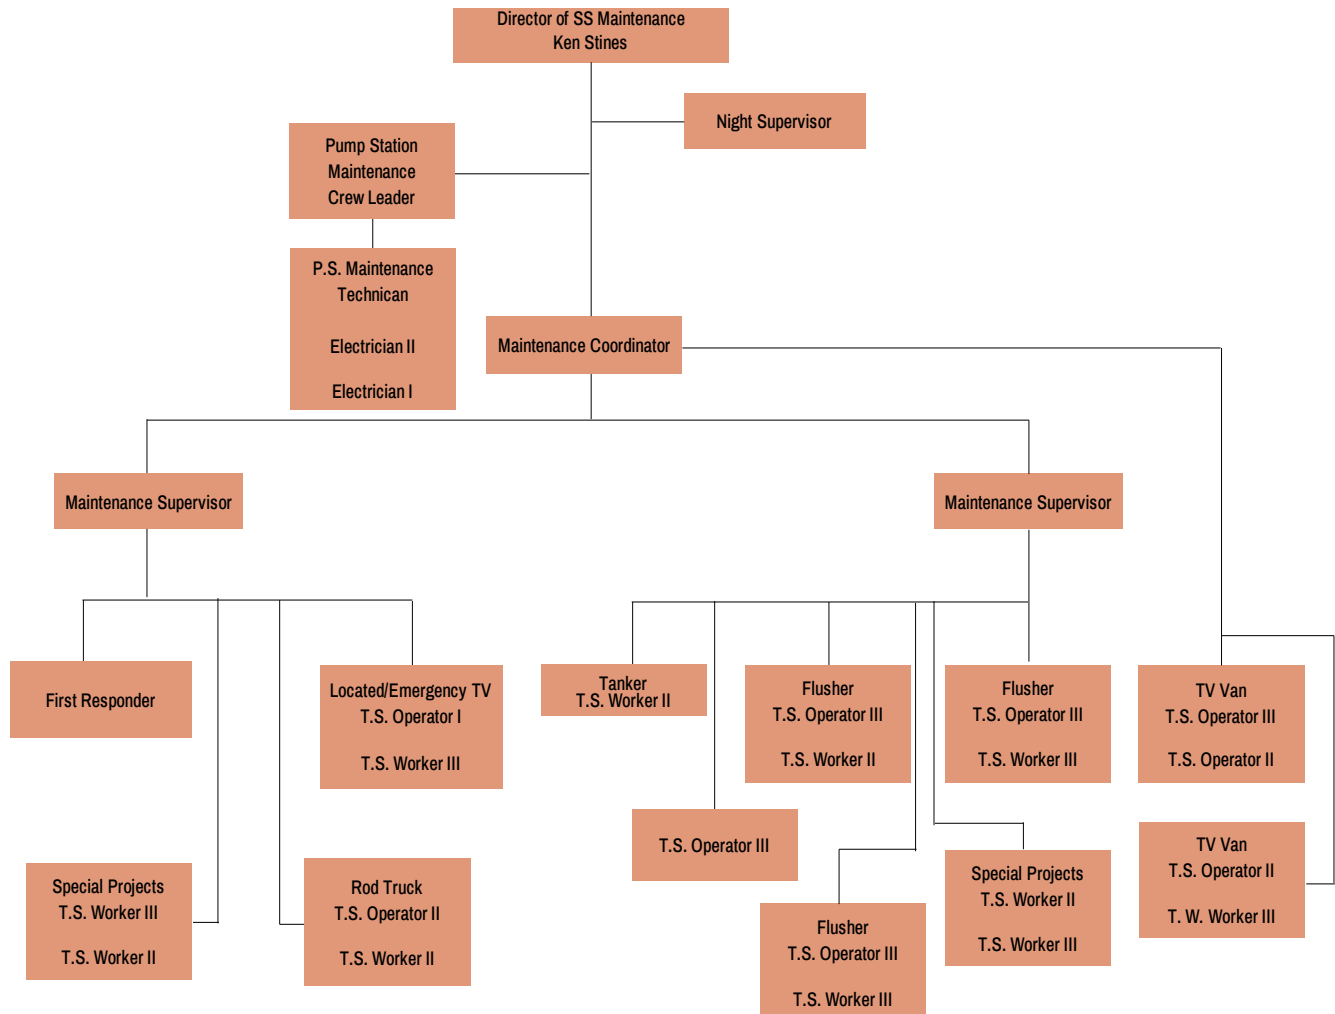 Director of SS Maintenance
Ken Stines
Night Supervisor
Pump Station
Maintenance
Crew Leader
P.S. Maintenance
Technican
Electrician II
Electrician I
Maintenance Coordinator
Maintenance Supervisor
Maintenance Supervisor
First Responder
Located/Emergency TV
T.S. Operator I
T.S. Worker III
Special Projects
T.S. Worker III
T.S. Worker II
Rod Truck
T.S. Operator II
T.S. Worker II
Tanker
T.S. Worker II
T.S. Operator III
Flusher
T.S. Operator III
T.S. Worker II
Flusher
T.S. Operator III
T.S. Worker III
Flusher
T.S. Operator III
T.S. Worker III
Special Projects
T.S. Worker II
T.S. Worker III
TV Van
T.S. Operator III
T.S. Operator II
TV Van
T.S. Operator II
T. W. Worker III